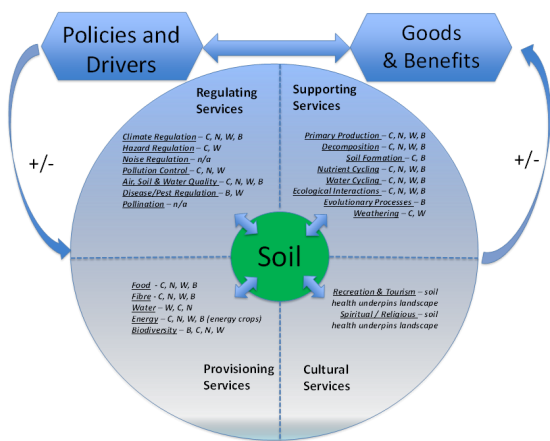 Policies and
Drivers
Goods
& Benefits
+/-
+/-
Regulating
Services
Climate Regulation – C, N, W, B
Hazard Regulation – C, W
Noise Regulation – n/a
Pollution Control – C, N, W
Air, Soil & Water Quality – C, N, W, B
Disease/Pest Regulation – B, W
Pollination – n/a
Supporting
Services
Primary Production – C, N, W, B
Decomposition – C, N, W, B
Soil Formation – C, B
Nutrient Cycling – C, N, W, B
Water Cycling – C, N, W, B
Ecological Interactions – C, N, W, B
Evolutionary Processes – B
Weathering – C, W
Soil
Food - C, N, W, B
Fibre – C, N, W, B
Water – W, C, N
Energy – C, N, W, B (energy crops)
Biodiversity – B, C, N, W
Provisioning
Services
Recreation & Tourism – soil
health underpins landscape
Spiritual / Religious – soil
health underpins landscape
Cultural
Services